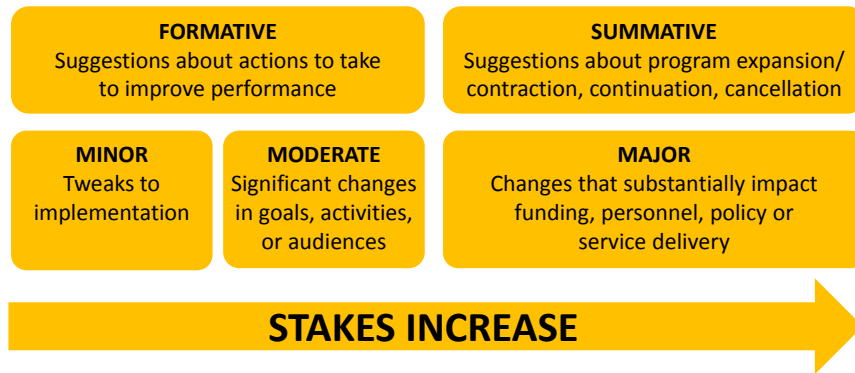 FORMATIVE
Suggestions about actions to take
to improve performance
SUMMATIVE
Suggestions about program expansion/
contraction, continuation, cancellation
MINOR
Tweaks to
implementation
MODERATE
Significant changes
in goals, activities,
or audiences
MAJOR
Changes that substantially impact
funding, personnel, policy or
service delivery
STAKES INCREASE